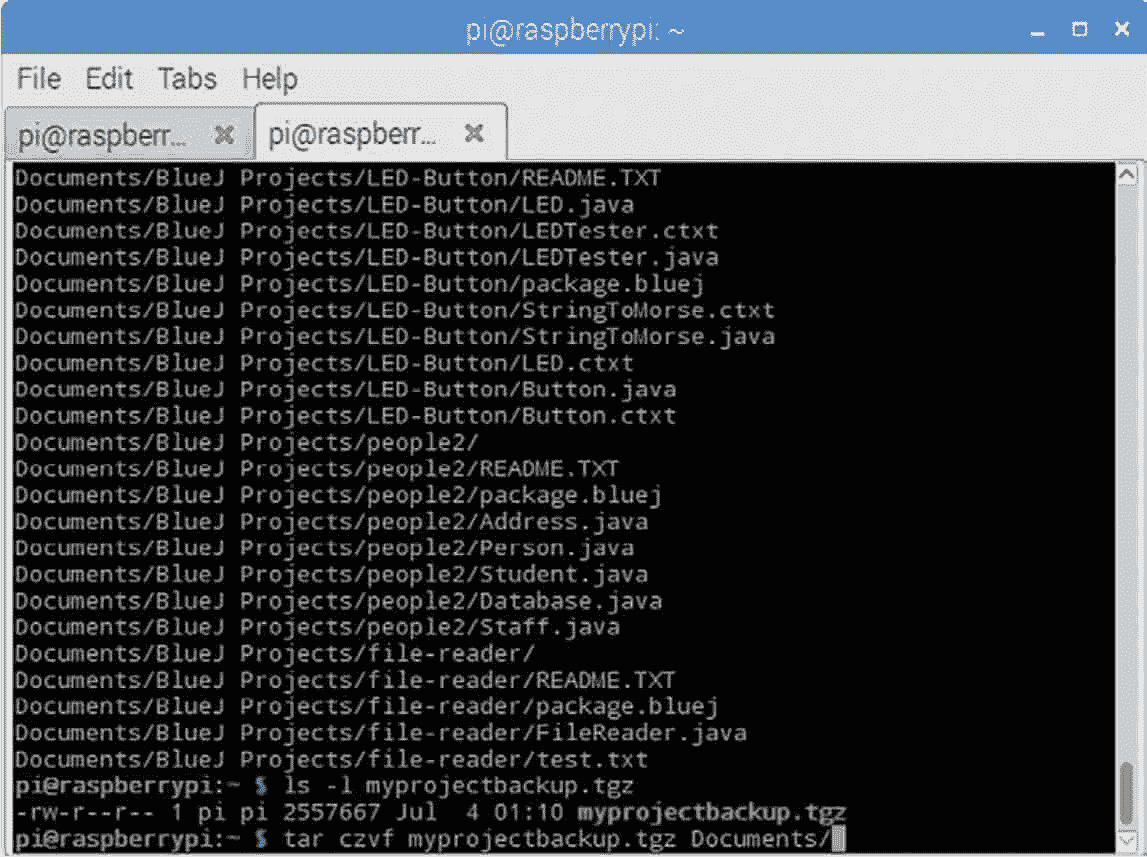 pi@raspberrypi: ~
File Edit Tabs Help
pi@raspberr... pi@raspberr...
Documents/BlueJ Projects/LED-Button/README.TXT
Documents/BlueJ Projects/LED-Button/LED.java
Documents/BlueJ Projects/LED-Button/LEDTester.ctxt
Documents/BlueJ Projects/LED-Button/LEDTester.java
Documents/BlueJ Projects/LED-Button/package.bluej
Documents/BlueJ Projects/LED-Button/StringToMorse.ctxt
Documents/BlueJ Projects/LED-Button/StringToMorse.java
Documents/BlueJ Projects/LED-Button/LED.ctxt
Documents/BlueJ Projects/LED-Button/Button.java
Documents/BlueJ Projects/LED-Button/Button.ctxt
Documents/BlueJ Projects/people2/
Documents/BlueJ Projects/people2/README.TXT
Documents/BlueJ Projects/people2/package.bluej
Documents/BlueJ Projects/people2/Address.java
Documents/BlueJ Projects/people2/Person.java
Documents/BlueJ Projects/people2/Student.java
Documents/BlueJ Projects/people2/Database.java
Documents/BlueJ Projects/people2/Staff.java
Documents/BlueJ Projects/file-reader/
Documents/BlueJ Projects/file-reader/README.TXT
Documents/BlueJ Projects/file-reader/package.bluej
Documents/BlueJ Projects/file-reader/FileReader.java
Documents/BlueJ Projects/file-reader/test.txt
pi@raspberrypi:~ $ ls -l myprojectbackup.tgz
-rw-r--r-- 1 pi pi 2557667 Jul  4 01:10 myprojectbackup.tgz
pi@raspberrypi:~ $ tar czvf myprojectbackup.tgz Documents/